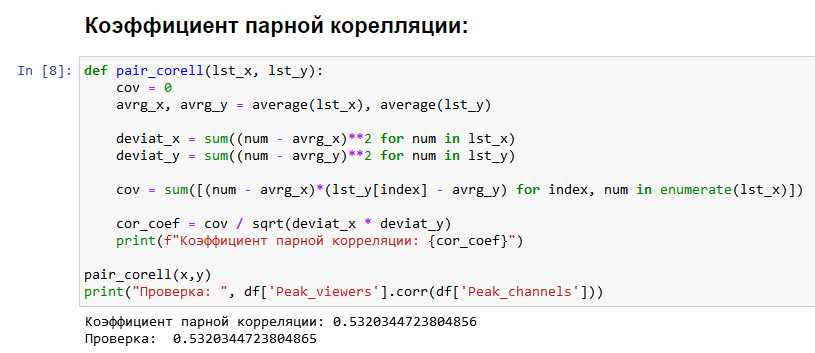 Коэффициент парной корелляции:
In [8]: def pair_corell(lst_x, lst_y):
    cov = 0
    avrg_x, avrg_y = average(lst_x), average(lst_y)
    deviat_x = sum((num - avrg_x)**2 for num in lst_x)
    deviat_y = sum((num - avrg_y)**2 for num in lst_y)
    cov = sum([(num - avrg_x)*(lst_y[index] - avrg_y) for index, num in enumerate(lst_x)])
    cor_coef = cov / sqrt(deviat_x * deviat_y)
    print(f"Коэффициент парной корреляции: {cor_coef}")
pair_corell(x,y)
print("Проверка: ", df['Peak_viewers'].corr(df['Peak_channels']))
Коэффициент парной корреляции: 0.5320344723804856
Проверка:  0.5320344723804865